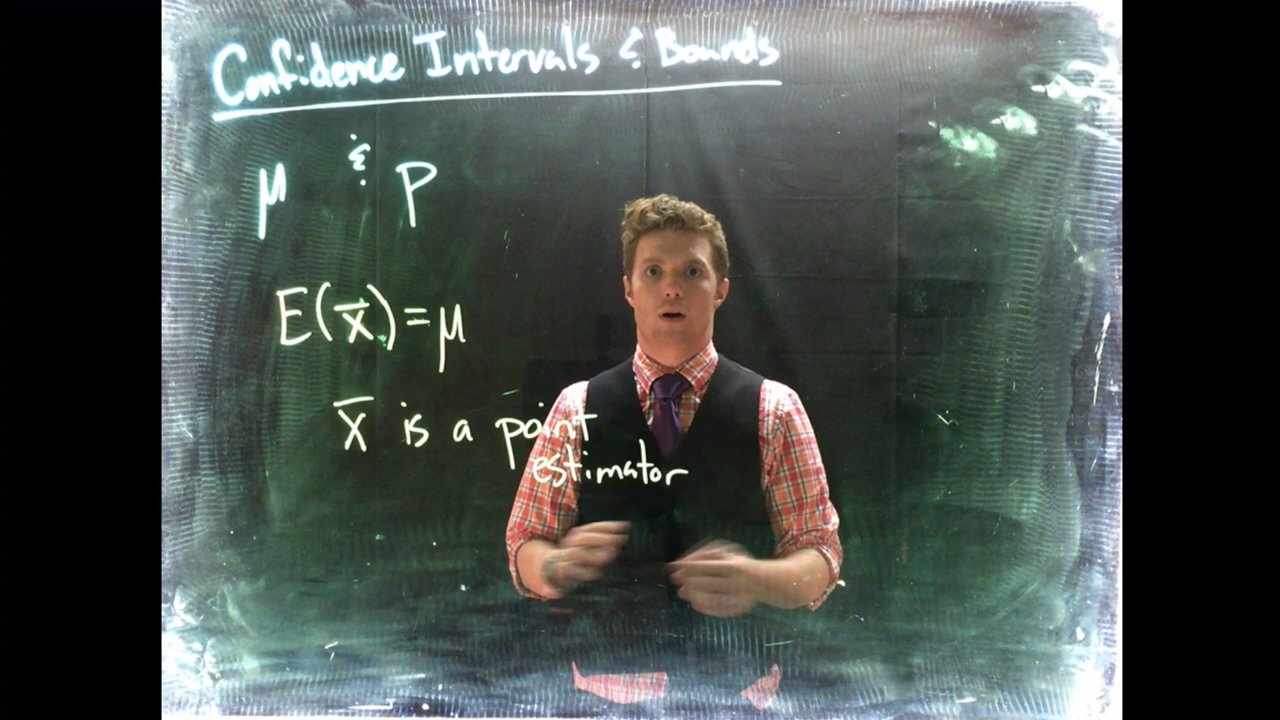 Confidence Intervals & Bounds
μ & p
E(x̄)=μ
x̄ is a point
estimator